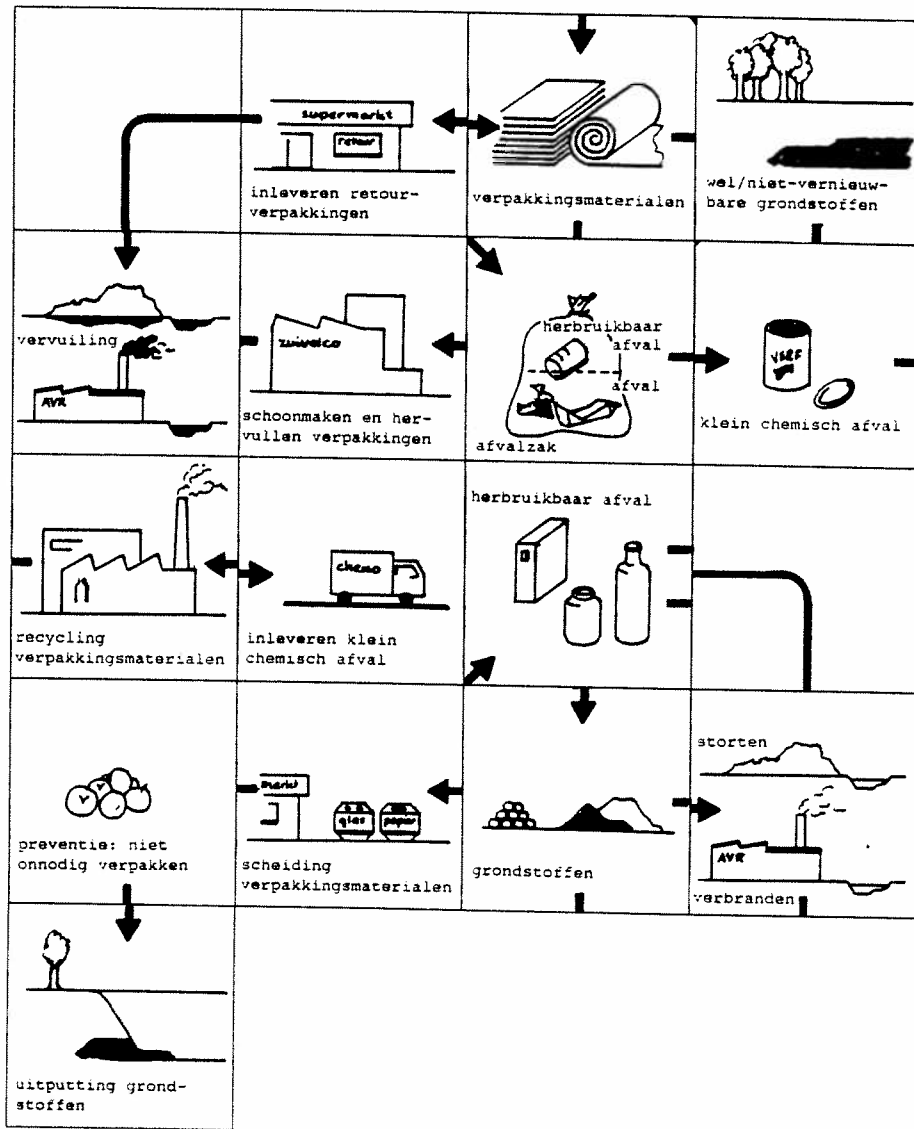 supermarkt
retour
inleveren retour-
verpakkingen
verpakkingsmaterialen
wel/niet-vernieuw-
bare grondstoffen
vervuiling
AVR
zuivelco
schoonmaken en her-
vullen verpakkingen
herbruikbaar
afval
afval
afvalzak
VERF
klein chemisch afval
recycling
verpakkingsmaterialen
chemo
inleveren klein
chemisch afval
herbruikbaar afval
preventie: niet
onnodig verpakken
markt
glas
papier
scheiding
verpakkingsmaterialen
grondstoffen
storten
AVR
verbranden
uitputting grond-
stoffen